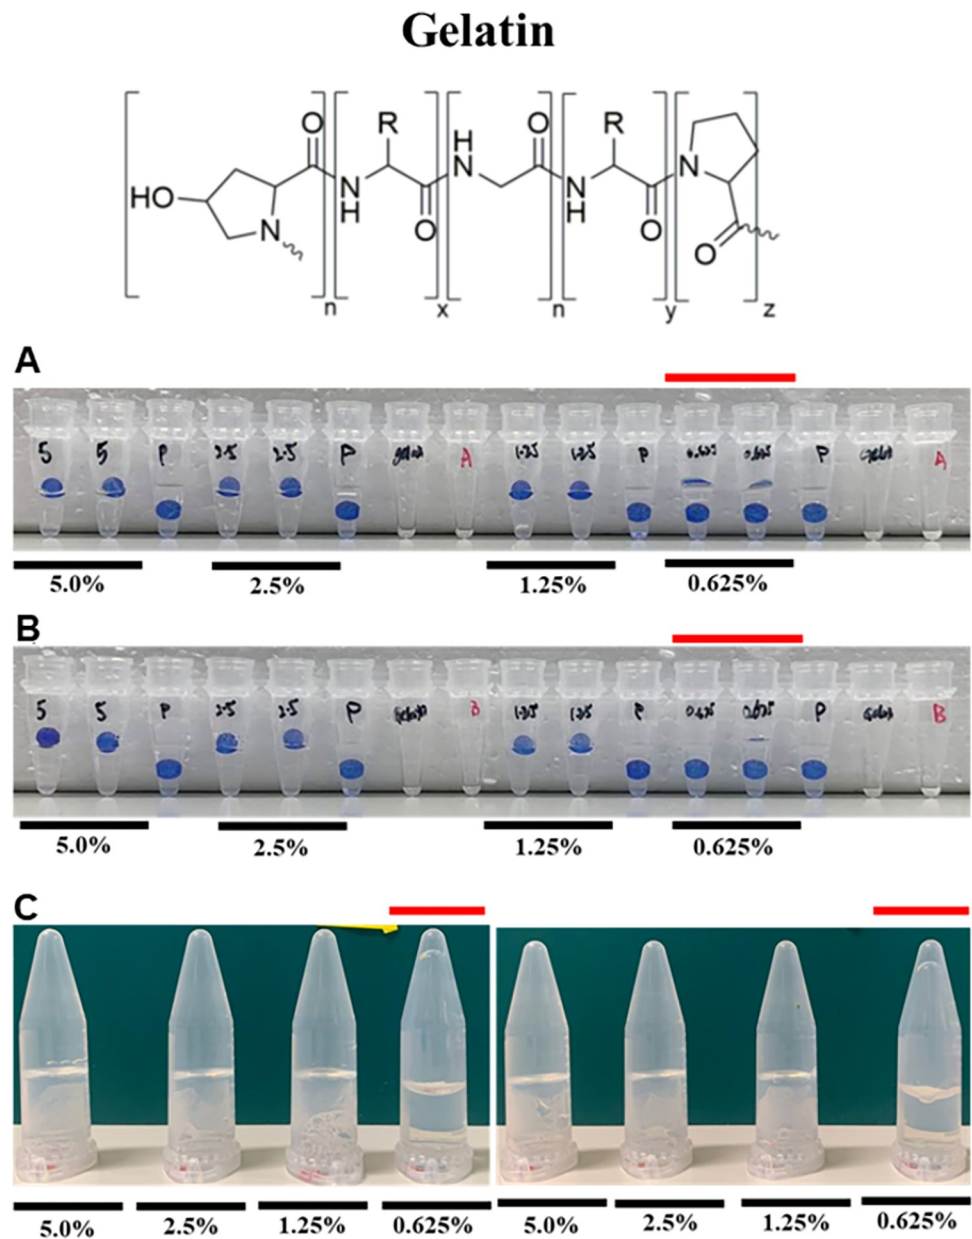 Gelatin
O R H O R
HO N N N N N
H O H O O
n x n y z
A
5 5 P 2.5 2.5 P A 1.25 1.25 P 0.625 0.625 P A
5.0% 2.5% 1.25% 0.625%
B
5 5 P 2.5 2.5 P B 1.25 1.25 P 0.625 0.625 P B
5.0% 2.5% 1.25% 0.625%
C
5.0% 2.5% 1.25% 0.625% 5.0% 2.5% 1.25% 0.625%